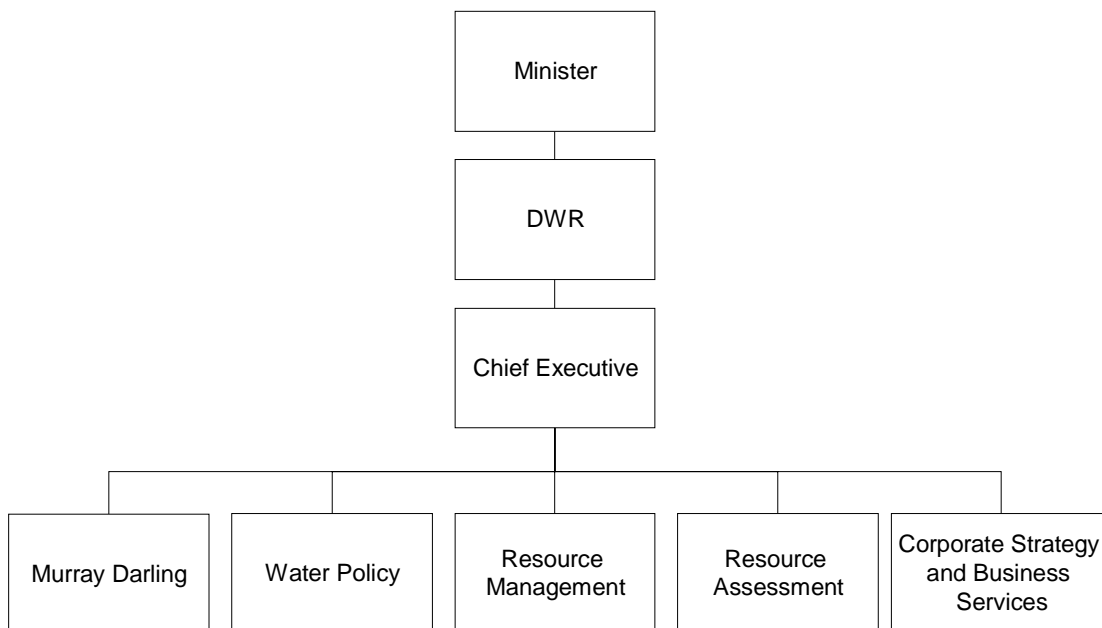 Minister
DWR
Chief Executive
Murray Darling
Water Policy
Resource
Management
Resource
Assessment
Corporate Strategy
and Business
Services